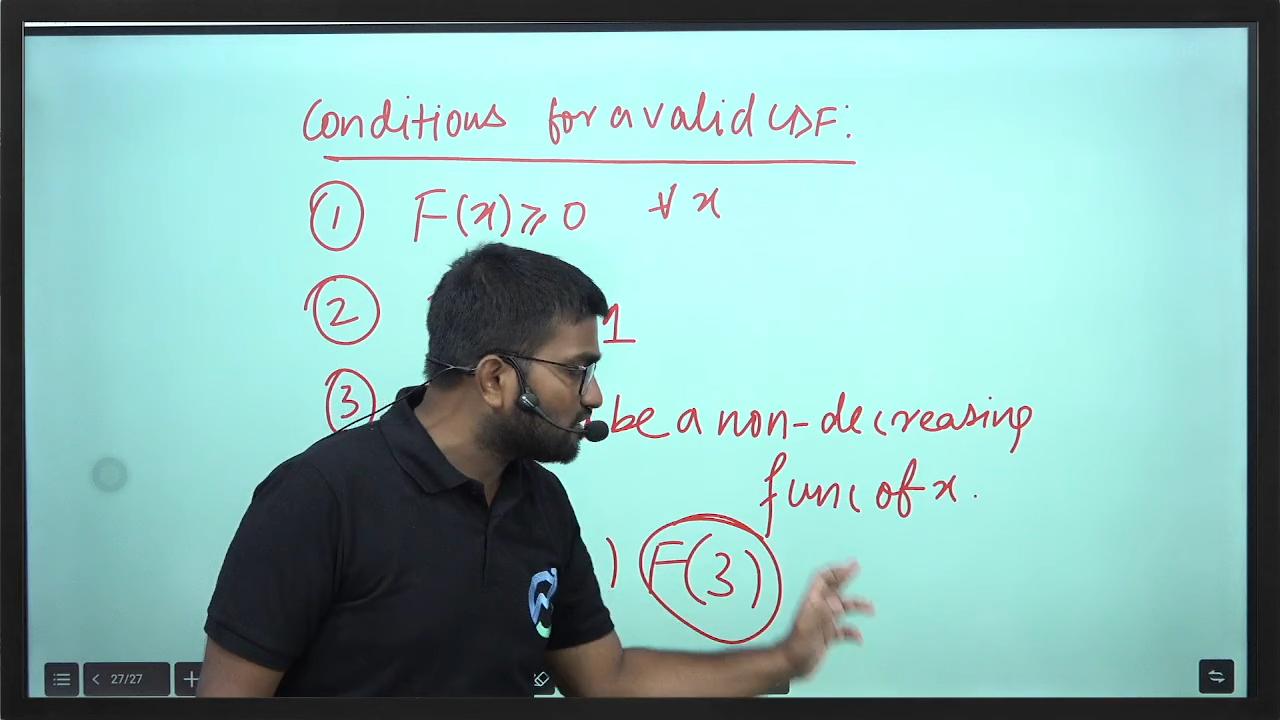 Conditions for a valid CDF:
① F(x) ≥ 0 ∀ x
② 1
③ be a non-decreasing
func of x.
) F(3)
27/27